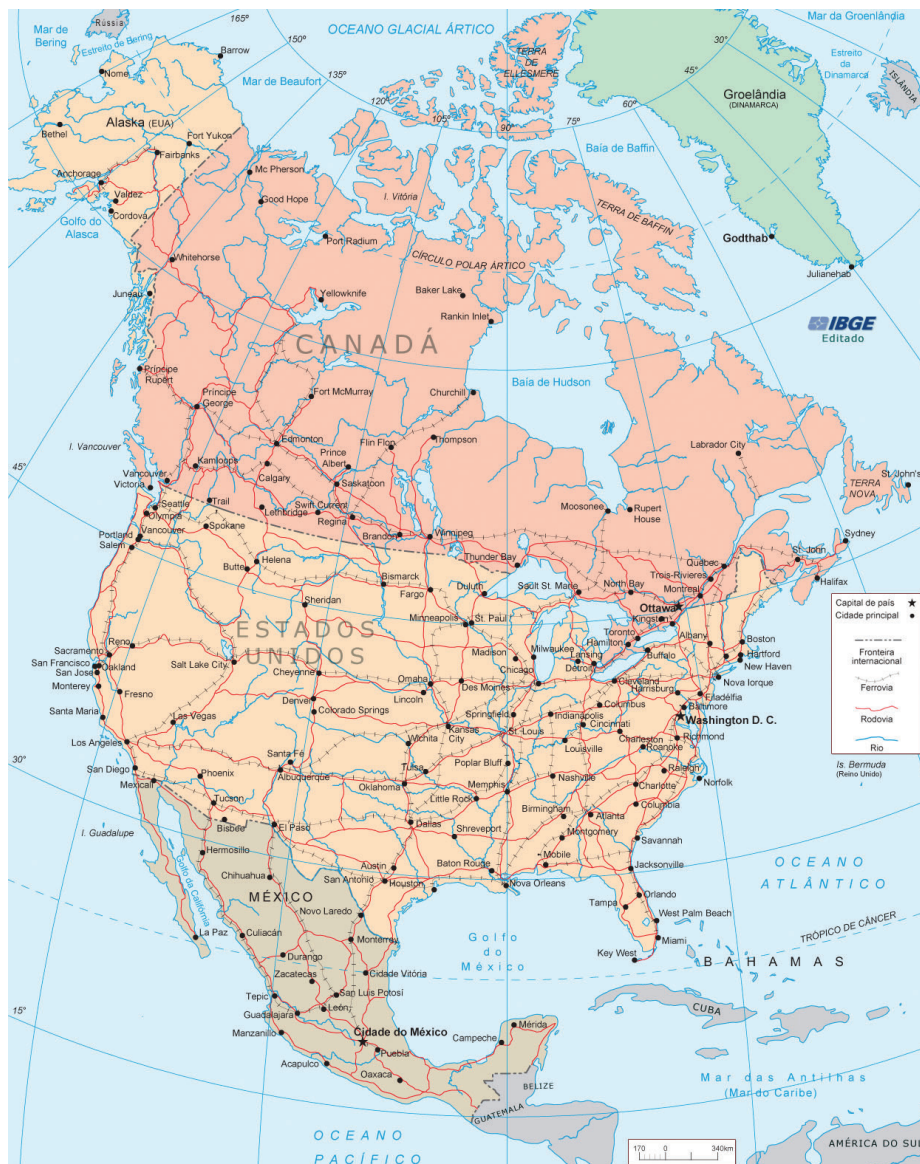 Rússia
165º
Mar de
Bering
Estreito de Bering
Barrow
150º
OCEANO GLACIAL ÁRTICO
TERRA
DE
ELLESMERE
Mar da Groenlândia
30º
Estreito
da
Dinamarca
ISLÂNDIA
Nome
Mar de Beaufort
135º
120º
105º
90º
75º
60º
45º
Groelândia
(DINAMARCA)
Alaska (EUA)
Bethel
Fort Yukon
Fairbanks
Baía de Baffin
Anchorage
Valdez
Cordova
Golfo do
Alasca
Mc Pherson
Good Hope
I. Vitória
TERRA DE BAFFIN
Port Radium
CÍRCULO POLAR ÁRTICO
Godthab
Julianehab
Whitehorse
Juneau
Yellowknife
Baker Lake
Rankin Inlet
IBGE
Editado
CANADÁ
Príncipe
Rupert
Príncipe
George
Fort McMurray
Churchill
Baía de Hudson
I. Vancouver
45º
Edmonton
Flin Flon
Thompson
Labrador City
Kamloops
Prince
Albert
Calgary
Saskatoon
Vancouver
Victoria
Seattle
Olympia
Trail
Lethbridge
Swift Current
Regina
Moosonee
Rupert
House
TERRA
NOVA
St. John's
Portland
Vancouver
Salem
Spokane
Brandon
Winnipeg
Thunder Bay
Sydney
Québec
St. John
Butte
Helena
Bismarck
Fargo
Duluth
Sault St. Marie
North Bay
Trois-Rivieres
Montreal
Halifax
Sheridan
Minneapolis
St. Paul
Ottawa
Kingston
Capital de país
Cidade principal
Fronteira
internacional
Ferrovia
Rodovia
Rio
ESTADOS
UNIDOS
Sacramento
Reno
San Francisco
Oakland
San Jose
Monterey
Salt Lake City
Cheyenne
Omaha
Madison
Milwaukee
Chicago
Lansing
Detroit
Toronto
Hamilton
Buffalo
Albany
Boston
Harford
New Haven
Nova Iorque
Fresno
Denver
Lincoln
Des Moines
Cleveland
Harrisburg
Filadélfia
Baltimore
Santa Maria
Las Vegas
Colorado Springs
Springfield
Indianapolis
Columbus
Cincinnati
Washington D. C.
Kansas
City
St. Louis
Charleston
Richmond
Los Angeles
Wichita
Louisville
Roanoke
30º
San Diego
Mexicali
Santa Fé
Albuquerque
Tulsa
Poplar Bluff
Raleigh
Is. Bermuda
(Reino Unido)
Phoenix
Oklahoma
Nashville
Norfolk
Tucson
Little Rock
Memphis
Charlotte
I. Guadalupe
Bisbee
El Paso
Dallas
Birmingham
Atlanta
Columbia
Shreveport
Montgomery
Savannah
Hermosillo
Golfo da Califórnia
Chihuahua
Austin
San Antonio
Houston
Baton Rouge
Mobile
Nova Orleans
Jacksonville
OCEANO
ATLÂNTICO
MÉXICO
Novo Laredo
Orlando
Tampa
West Palm Beach
TRÓPICO DE CÂNCER
La Paz
Culiacán
Monterrey
Golfo
do
México
Miami
Key West
BAHAMAS
Durango
Zacatecas
Cidade Vitória
Tepic
San Luis Potosí
León
Guadalajara
15º
CUBA
Manzanillo
Cidade do México
Puebla
Mérida
Campeche
Acapulco
Oaxaca
BELIZE
GUATEMALA
Mar das Antilhas
(Mar do Caribe)
OCEANO
PACÍFICO
170
0
340km
AMÉRICA DO SUL